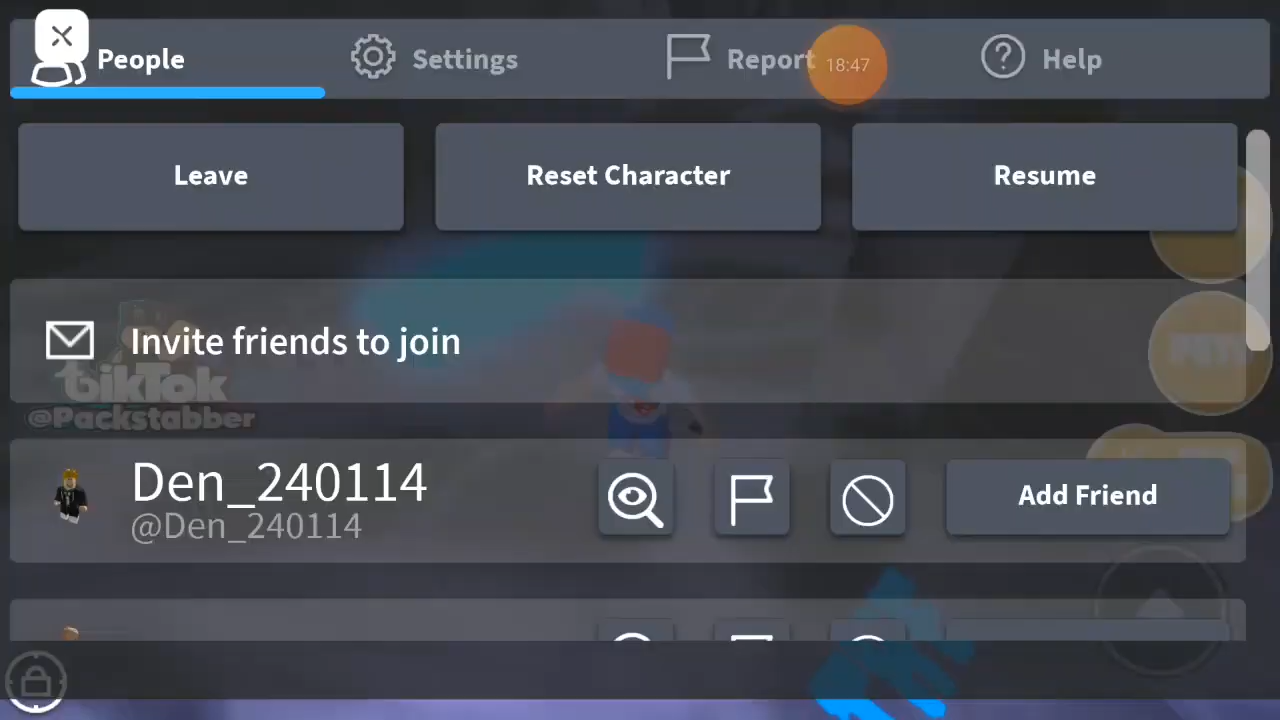 People
Settings
Report
18:47
Help
Leave
Reset Character
Resume
Invite friends to join
TikTok
@Packstabber
Den_240114
@Den_240114
Add Friend